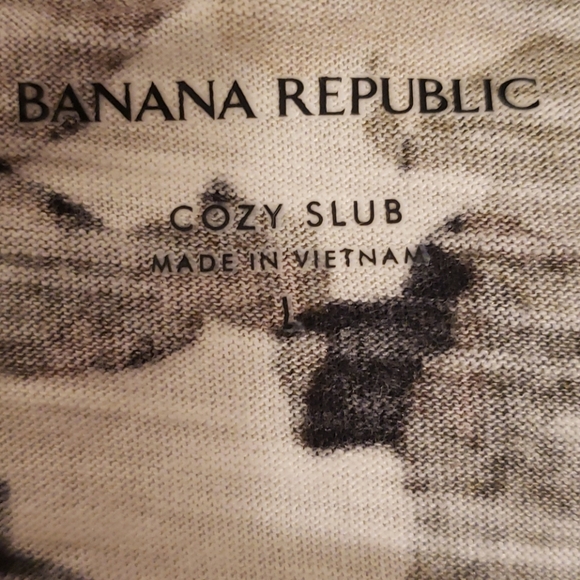 BANANA REPUBLIC
COZY SLUB
MADE IN VIETNAM
L